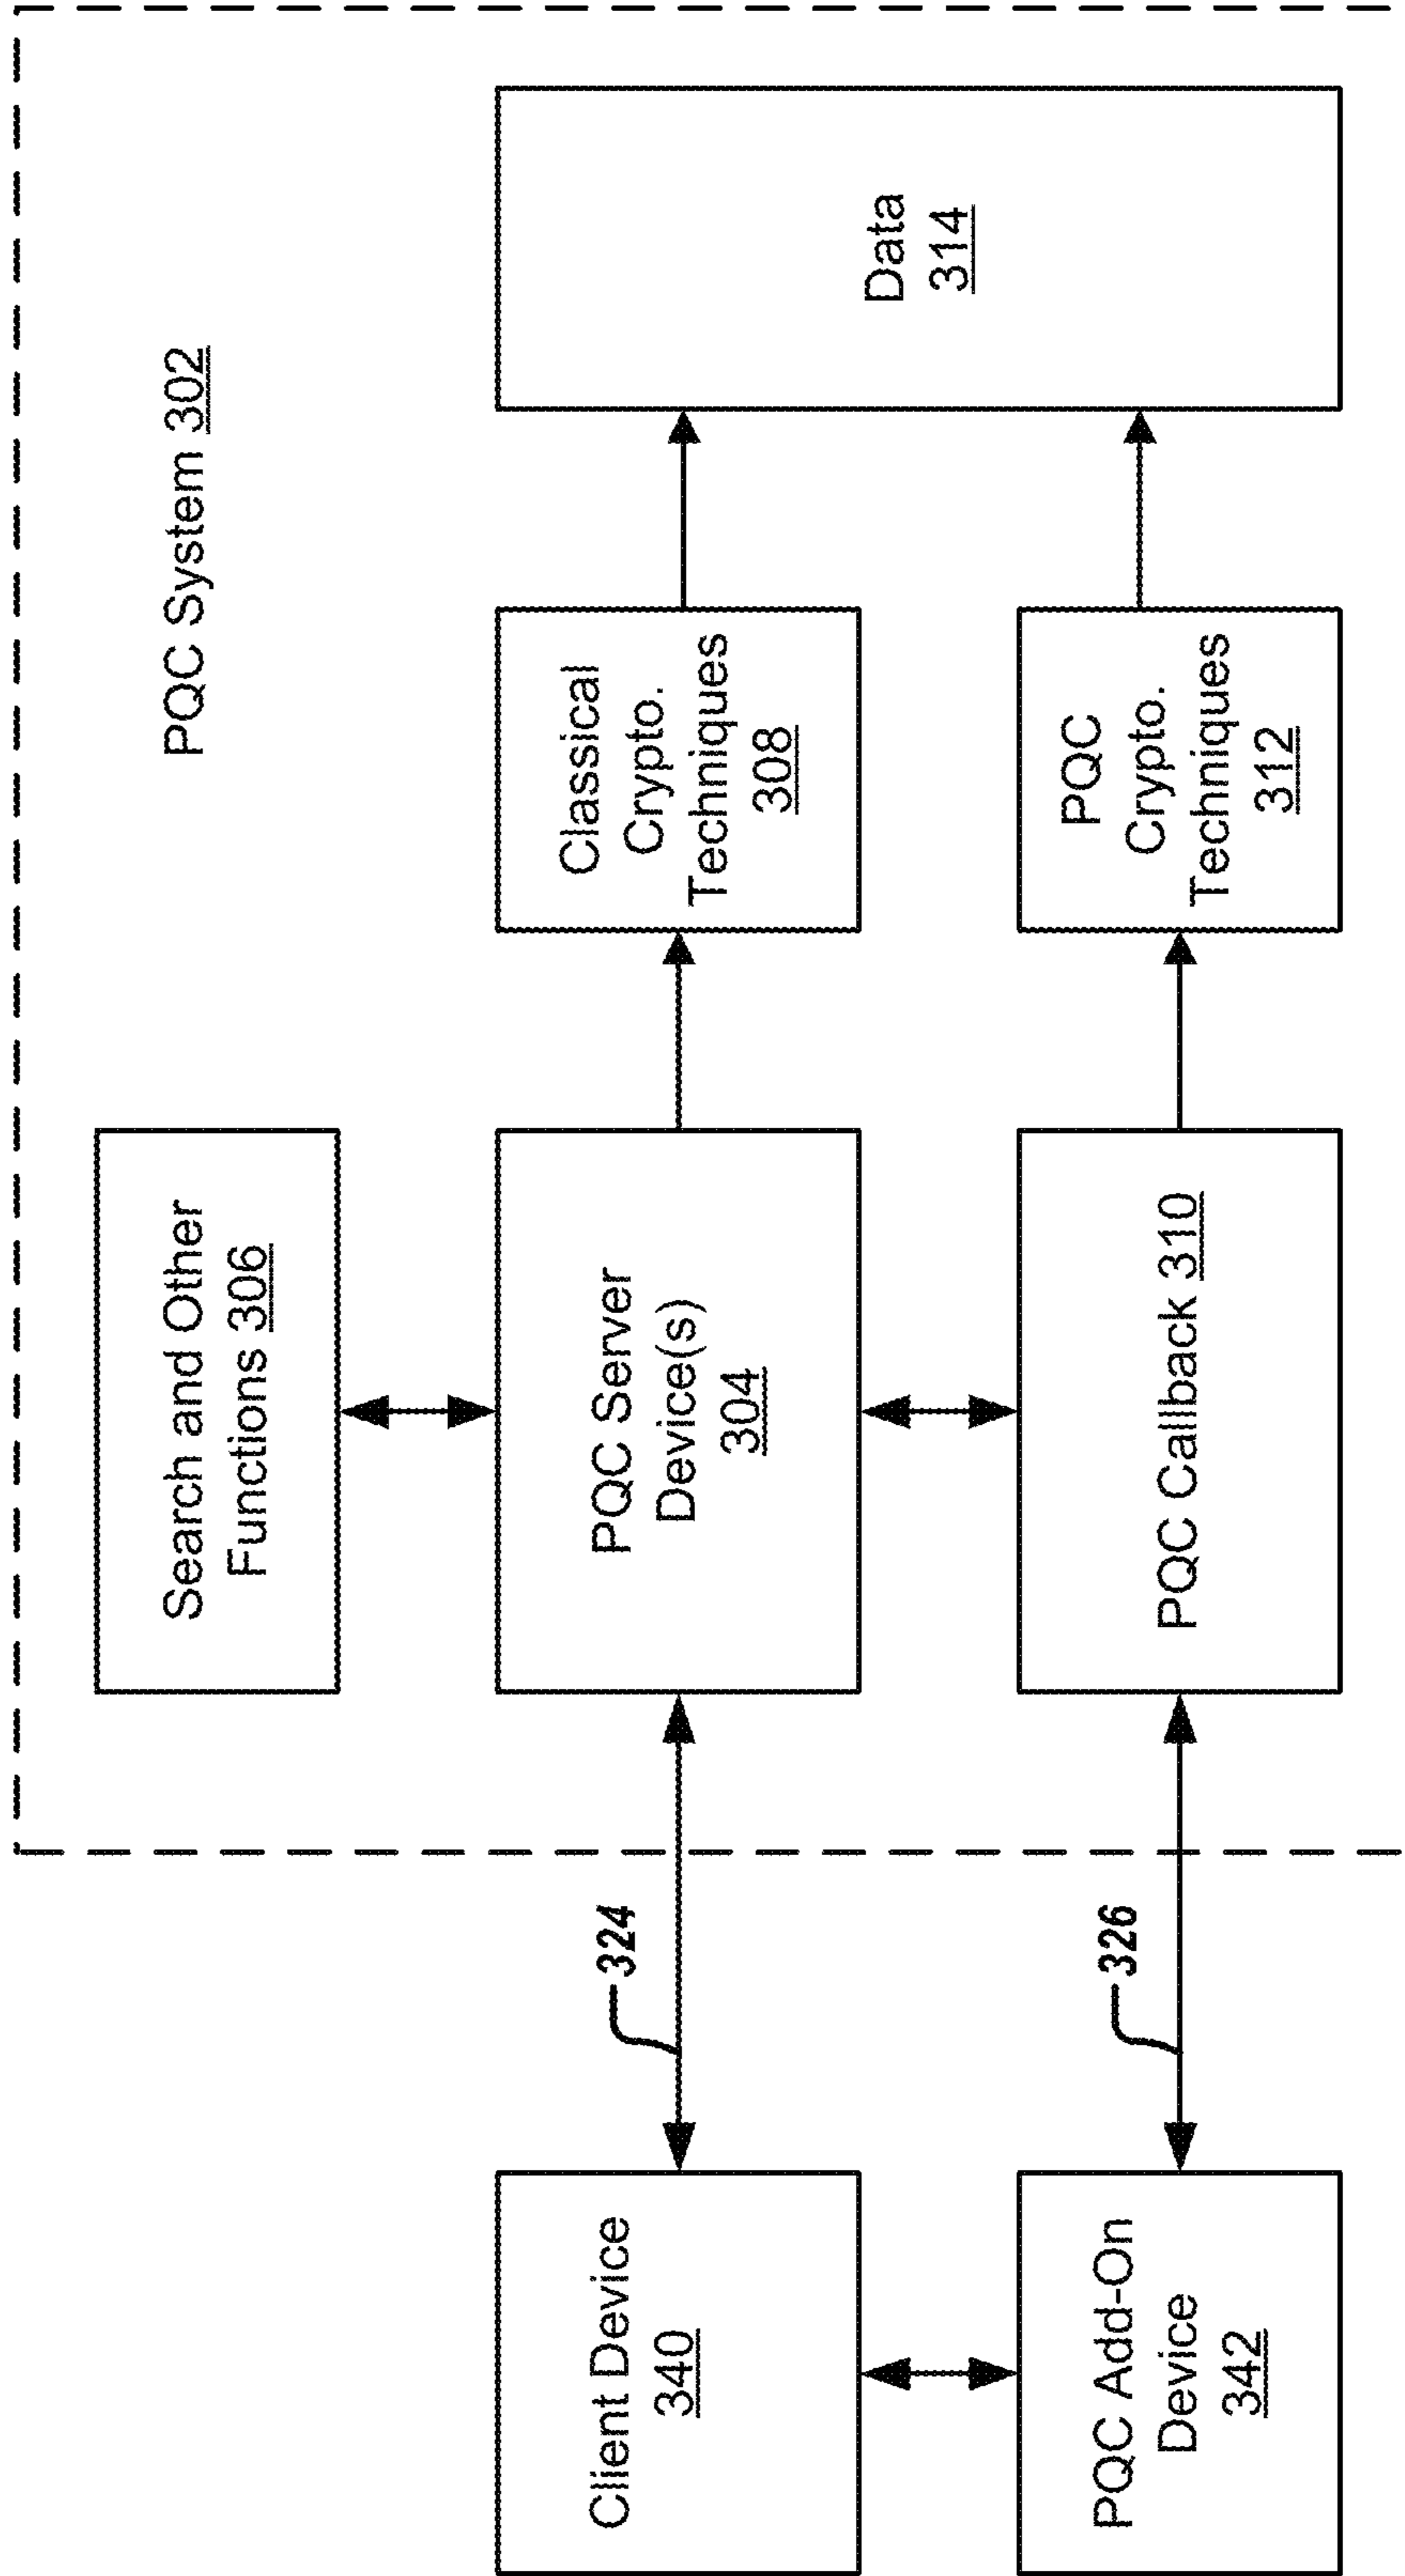 PQC System 302
Search and Other
Functions 306
Client Device
340
324
PQC Server
Device(s)
304
Classical
Crypto.
Techniques
308
Data
314
PQC Add-On
Device
342
326
PQC Callback 310
PQC
Crypto.
Techniques
312